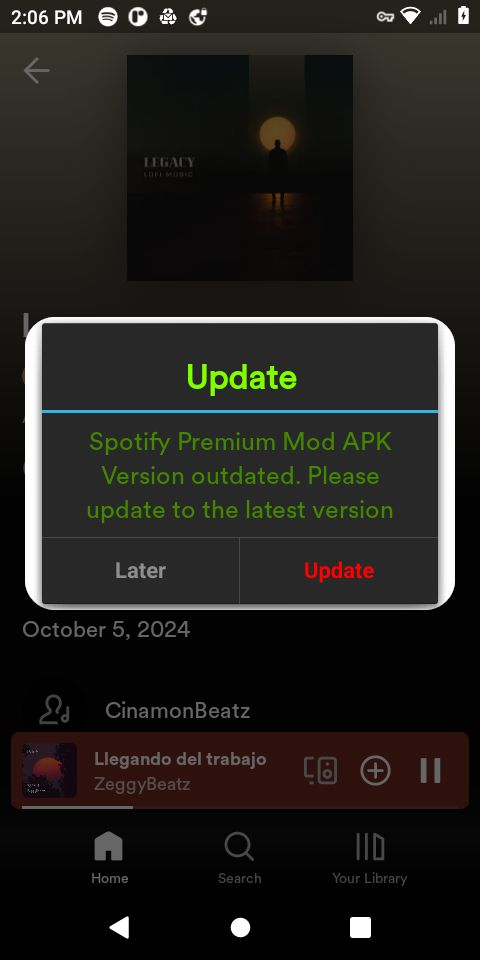 2:06 PM
LEGACY
LOFI MUSIC
Update
Spotify Premium Mod APK
Version outdated. Please
update to the latest version
Later
Update
October 5, 2024
CinamonBeatz
Llegando del trabajo
ZeggyBeatz
Home
Search
Your Library